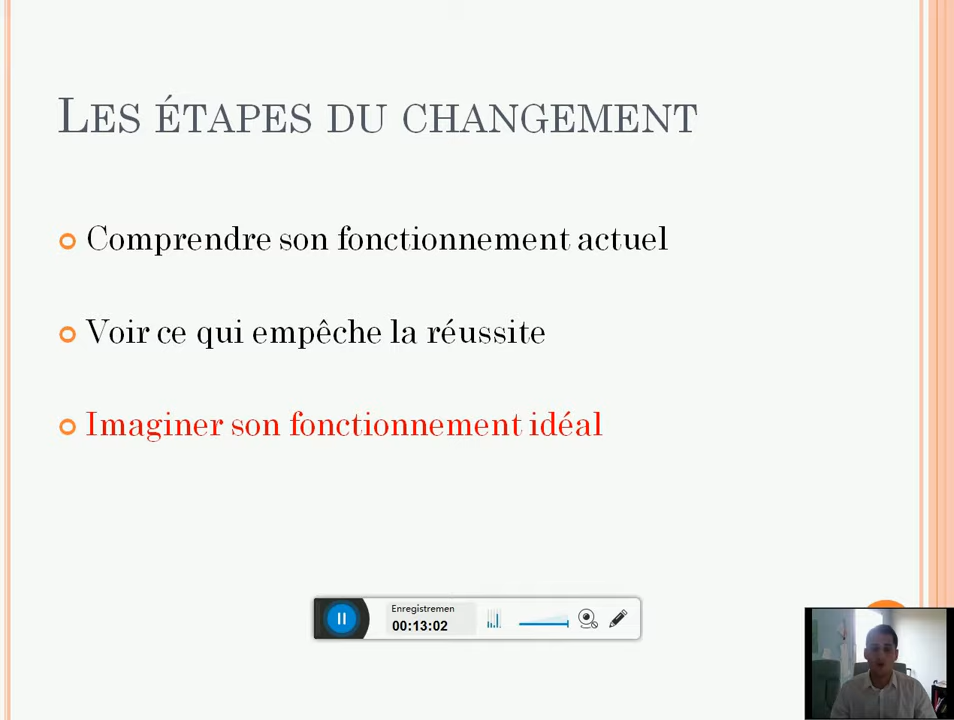 Les étapes du changement
Comprendre son fonctionnement actuel
Voir ce qui empêche la réussite
Imaginer son fonctionnement idéal
Enregistremen
00:13:02